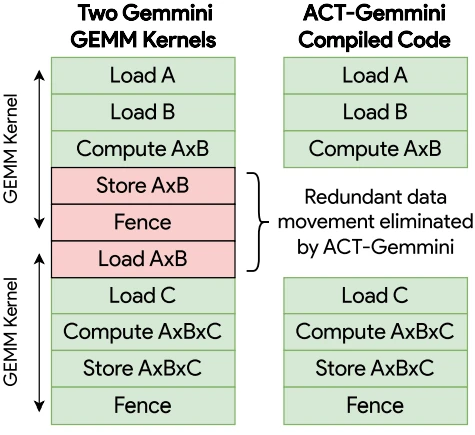 Two Gemmini
GEMM Kernels
GEMM Kernel
GEMM Kernel
Load A
Load B
Compute AxB
Store AxB
Fence
Load AxB
Load C
Compute AxBxC
Store AxBxC
Fence
Redundant data
movement eliminated
by ACT-Gemmini
ACT-Gemmini
Compiled Code
Load A
Load B
Compute AxB
Load C
Compute AxBxC
Store AxBxC
Fence